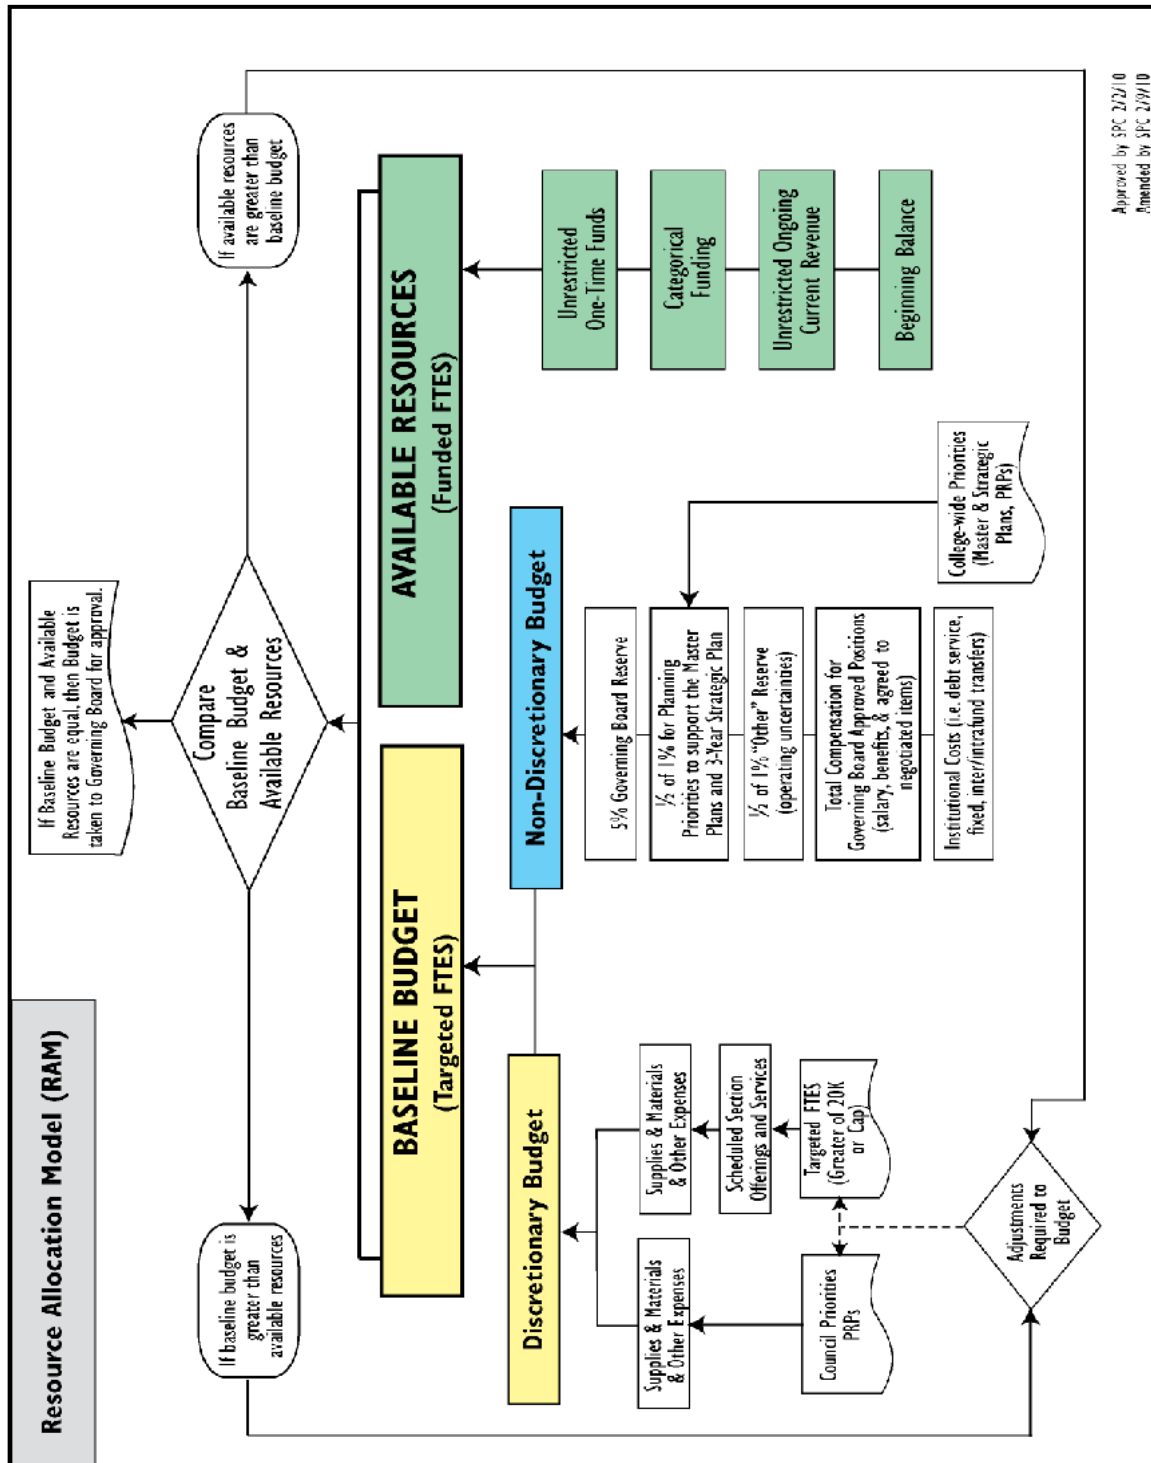 Resource Allocation Model (RAM)
If Baseline Budget and Available
Resources are equal, then Budget is
taken to Governing Board for approval.
If baseline budget is
greater than
available resources
Compare
Baseline Budget &
Available Resources
If available resources
are greater than
baseline budget
BASELINE BUDGET
(Targeted FTES)
AVAILABLE RESOURCES
(Funded FTES)
Discretionary Budget
Non-Discretionary Budget
Supplies & Materials
& Other Expenses
Council Priorities
PRPs
Supplies & Materials
& Other Expenses
Scheduled Section
Offerings and Services
Targeted FTES
(Greater of 20K
or Cap)
5% Governing Board Reserve
½ of 1% for Planning
Priorities to support the Master
Plans and 3-Year Strategic Plan
½ of 1% “Other” Reserve
(operating uncertainties)
Total Compensation for
Governing Board Approved Positions
(salary, benefits, & agreed to
negotiated items)
Institutional Costs (i.e. debt service,
fixed, inter/intrafund transfers)
College-wide Priorities
(Master & Strategic
Plans, PRPs)
Unrestricted
One-Time Funds
Categorical
Funding
Unrestricted Ongoing
Current Revenue
Beginning Balance
Adjustments
Required to
Budget
Approved by SPC 2/2/10
Amended by SPC 2/9/10